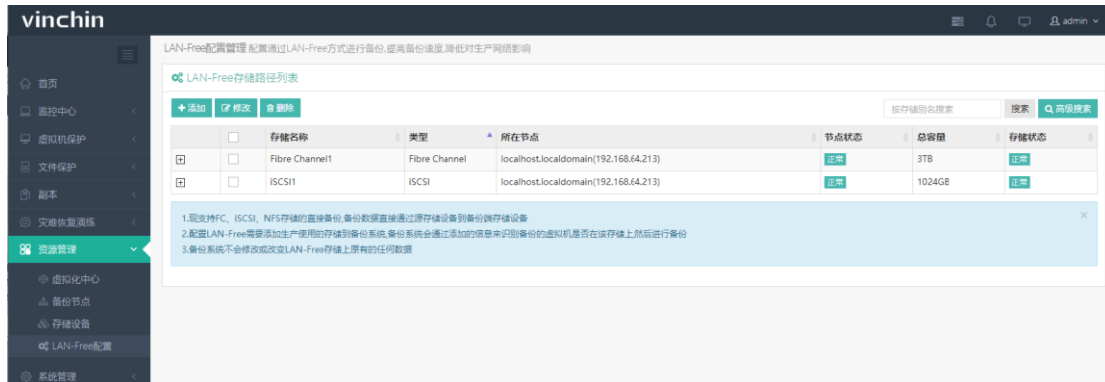 vinchin
admin
LAN-Free配置管理 配置通过LAN-Free方式进行备份,提高备份速度,降低对生产网络影响
首页
监控中心
虚拟机保护
文件保护
副本
灾难恢复演练
资源管理
虚拟化中心
备份节点
存储设备
LAN-Free配置
系统管理
LAN-Free存储路径列表
添加 修改 删除 按存储别名搜索 搜索 高级搜索
存储名称 类型 所在节点 节点状态 总容量 存储状态
Fibre Channel1 Fibre Channel localhost.localdomain(192.168.64.213) 正常 3TB 正常
iSCSI1 iSCSI localhost.localdomain(192.168.64.213) 正常 1024GB 正常
1.现支持FC、iSCSI、NFS存储的直接备份,备份数据直接通过源存储设备到备份端存储设备
2.配置LAN-Free需要添加生产使用的存储到备份系统,备份系统会通过添加的信息来识别备份的虚拟机是否在该存储上,然后进行备份
3.备份系统不会修改或改变LAN-Free存储上原有的任何数据